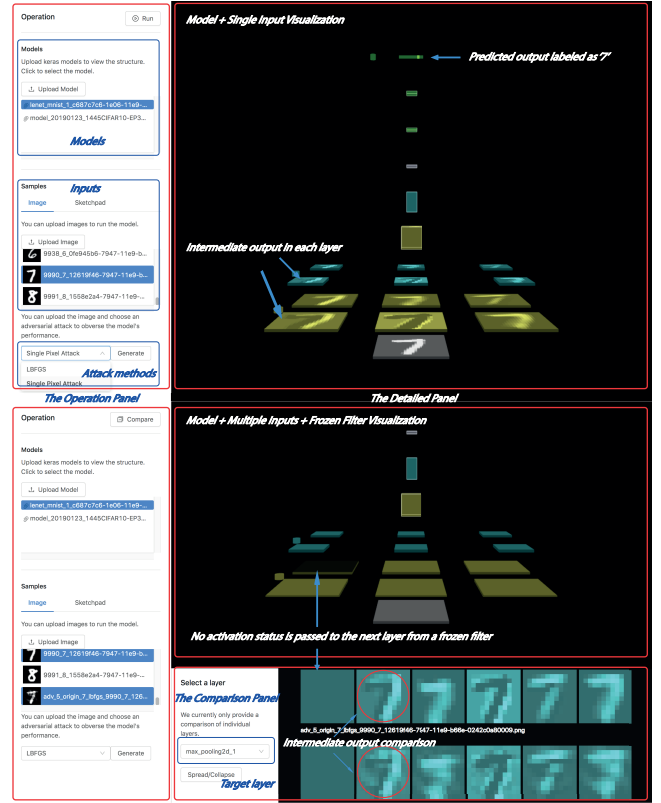 Operation
Run
Models
Upload keras models to view the structure.
Click to select the model.
Upload Model
lenet_mnist_1_c687c7c6-1e06-11e9-...
model_20190123_1445CIFAR10-EP3...
Models
Samples
Inputs
Image Sketchpad
You can upload images to run the model.
Upload Image
9938_6_0fe945b6-7947-11e9-b...
9990_7_12619f46-7947-11e9-b...
9991_8_1558e2a4-7947-11e9-...
You can upload the image and choose an
adversarial attack to obverse the model's
performance.
Single Pixel Attack
Generate
LBFGS
Attack methods
Single Pixel Attack
The Operation Panel
Model + Single Input Visualization
Predicted output labeled as '7'
Intermediate output in each layer
The Detailed Panel
Operation
Compare
Models
Upload keras models to view the structure.
Click to select the model.
Upload Model
lenet_mnist_1_c687c7c6-1e06-11e9-...
model_20190123_1445CIFAR10-EP3...
Samples
Image Sketchpad
You can upload images to run the model.
Upload Image
9990_7_12619f46-7947-11e9-b...
9991_8_1558e2a4-7947-11e9-...
adv_5_origin_7_lbfgs_9990_7_126...
You can upload the image and choose an
adversarial attack to obverse the model's
performance.
LBFGS
Generate
Model + Multiple Inputs + Frozen Filter Visualization
No activation status is passed to the next layer from a frozen filter
Select a layer
The Comparison Panel
We currently only provide a
comparison of individual
layers.
max_pooling2d_1
Spread/Collapse
Target layer
adv_5_origin_7_lbfgs_9990_7_12619f46-7f47-11e9-b66e-0242c0a80009.png
Intermediate output comparison